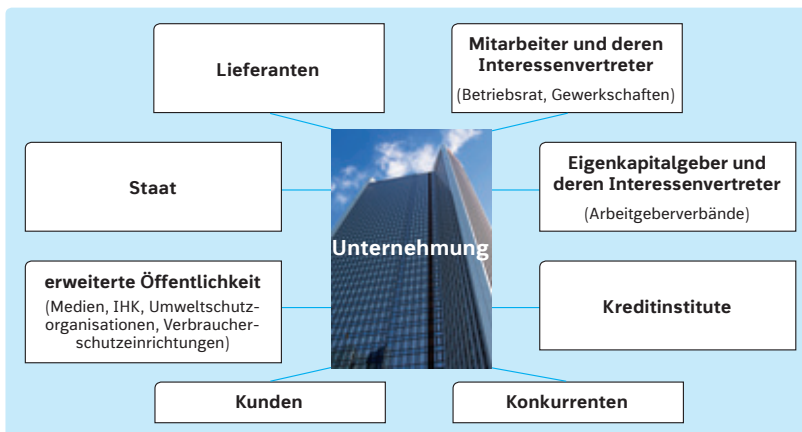 Lieferanten
Mitarbeiter und deren
Interessenvertreter
(Betriebsrat, Gewerkschaften)
Staat
Eigenkapitalgeber und
deren Interessenvertreter
(Arbeitgeberverbände)
Unternehmung
erweiterte Öffentlichkeit
(Medien, IHK, Umweltschutz-
organisationen, Verbraucher-
schutzeinrichtungen)
Kreditinstitute
Kunden
Konkurrenten